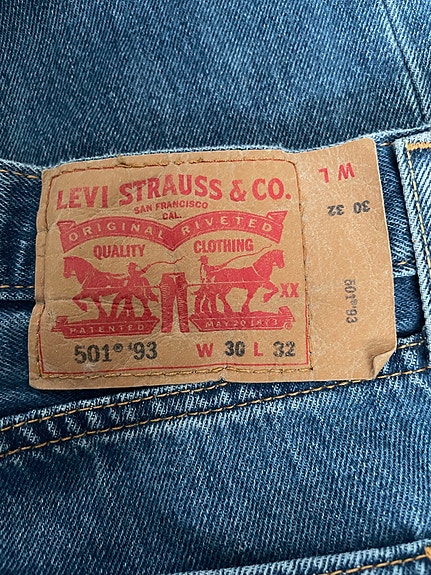 LEVI STRAUSS & CO.
SAN FRANCISCO
CAL.
ORIGINAL RIVETED
QUALITY CLOTHING
XX
PATENTED MAY 20 1873
501® '93 W 30 L 32
W L
30 32
501® '93